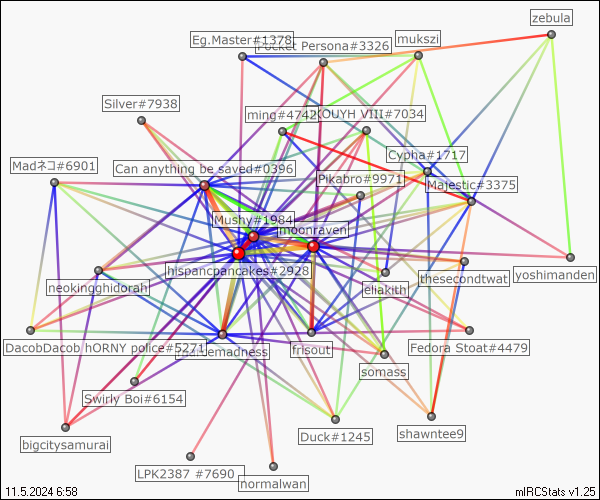 zebula
Eg.Master#1378
Pocket Persona#3326
mukszi
Silver#7938
ming#4742
KOUYH VIII#7034
Cypha#1717
Madネコ#6901
Can anything be saved#0396
Pikabro#9971
Majestic#3375
Mushy#1984
moonraven
hispancpancakes#2928
thesecondtwat
yoshimanden
neokingghidorah
eliakith
DacobDacob hORNY police#5271
demadness
frisout
Fedora Stoat#4479
somass
Swirly Boi#6154
bigcitysamurai
Duck#1245
shawntee9
LPK2387 #7690
normalwan
11.5.2024 6:58
mIRCStats v1.25